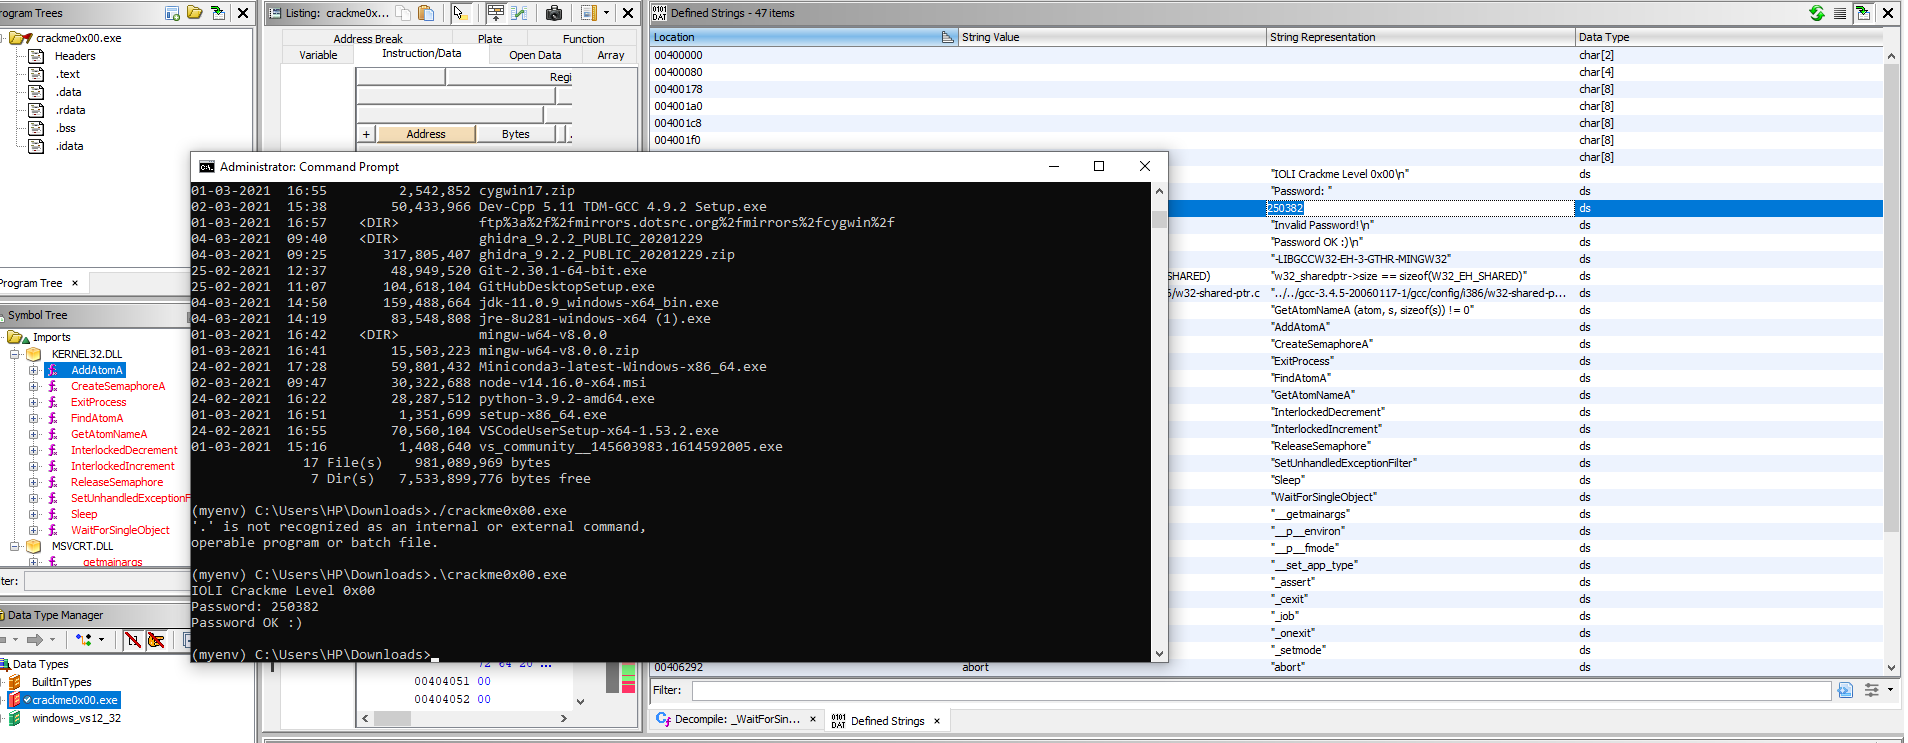 rogram Trees
crackme0x00.exe
Headers
.text
.data
.rdata
.bss
.idata
Program Tree ×
Symbol Tree
Imports
KERNEL32.DLL
AddAtomA
CreateSemaphoreA
ExitProcess
FindAtomA
GetAtomNameA
InterlockedDecrement
InterlockedIncrement
ReleaseSemaphore
SetUnhandledExceptionF
Sleep
WaitForSingleObject
MSVCRT.DLL
getmainargs
ter:
Data Type Manager
Data Types
BuiltInTypes
crackme0x00.exe
windows_vs12_32
Listing: crackme0x...
Address Break Plate Function
Variable Instruction/Data Open Data Array
Regi
+ Address Bytes
Administrator: Command Prompt
01-03-2021 16:55 2,542,852 cygwin17.zip
02-03-2021 15:38 50,433,966 Dev-Cpp 5.11 TDM-GCC 4.9.2 Setup.exe
01-03-2021 16:57 <DIR> ftp%3a%2f%2fmirrors.dotsrc.org%2fmirrors%2fcygwin%2f
04-03-2021 09:40 <DIR> ghidra_9.2.2_PUBLIC_20201229
04-03-2021 09:25 317,805,407 ghidra_9.2.2_PUBLIC_20201229.zip
25-02-2021 12:37 48,949,520 Git-2.30.1-64-bit.exe
25-02-2021 11:07 104,618,104 GitHubDesktopSetup.exe
04-03-2021 14:50 159,488,664 jdk-11.0.9_windows-x64_bin.exe
04-03-2021 14:19 83,548,808 jre-8u281-windows-x64 (1).exe
01-03-2021 16:42 <DIR> mingw-w64-v8.0.0
01-03-2021 16:41 15,503,223 mingw-w64-v8.0.0.zip
24-02-2021 17:28 59,801,432 Miniconda3-latest-Windows-x86_64.exe
02-03-2021 09:47 30,322,688 node-v14.16.0-x64.msi
24-02-2021 16:22 28,287,512 python-3.9.2-amd64.exe
01-03-2021 16:51 1,351,699 setup-x86_64.exe
24-02-2021 16:55 70,560,104 VSCodeUserSetup-x64-1.53.2.exe
01-03-2021 15:16 1,408,640 vs_community__145603983.1614592005.exe
17 File(s) 981,089,969 bytes
7 Dir(s) 7,533,899,776 bytes free
(myenv) C:\Users\HP\Downloads>./crackme0x00.exe
'.' is not recognized as an internal or external command,
operable program or batch file.
(myenv) C:\Users\HP\Downloads>.\crackme0x00.exe
IOLI Crackme Level 0x00
Password: 250382
Password OK :)
(myenv) C:\Users\HP\Downloads>
72 64 20 ...
00404051 00
00404052 00
Defined Strings - 47 items
Location String Value String Representation Data Type
00400000 char[2]
00400080 char[4]
00400178 char[8]
004001a0 char[8]
004001c8 char[8]
004001f0 char[8]
char[8]
"IOLI Crackme Level 0x00\n" ds
"Password: " ds
250382 ds
"Invalid Password!\n" ds
"Password OK :)\n" ds
"-LIBGCCW32-EH-3-GTHR-MINGW32" ds
SHARED) "w32_sharedptr->size == sizeof(W32_EH_SHARED)" ds
/w32-shared-ptr.c "../../gcc-3.4.5-20060117-1/gcc/config/i386/w32-shared-p... ds
"GetAtomNameA (atom, s, sizeof(s)) != 0" ds
"AddAtomA" ds
"CreateSemaphoreA" ds
"ExitProcess" ds
"FindAtomA" ds
"GetAtomNameA" ds
"InterlockedDecrement" ds
"InterlockedIncrement" ds
"ReleaseSemaphore" ds
"SetUnhandledExceptionFilter" ds
"Sleep" ds
"WaitForSingleObject" ds
"__getmainargs" ds
"__p__environ" ds
"__p__fmode" ds
"__set_app_type" ds
"_assert" ds
"_cexit" ds
"_iob" ds
"_onexit" ds
"_setmode" ds
00406292 abort "abort" ds
Filter:
Decompile: _WaitForSin... × Defined Strings ×